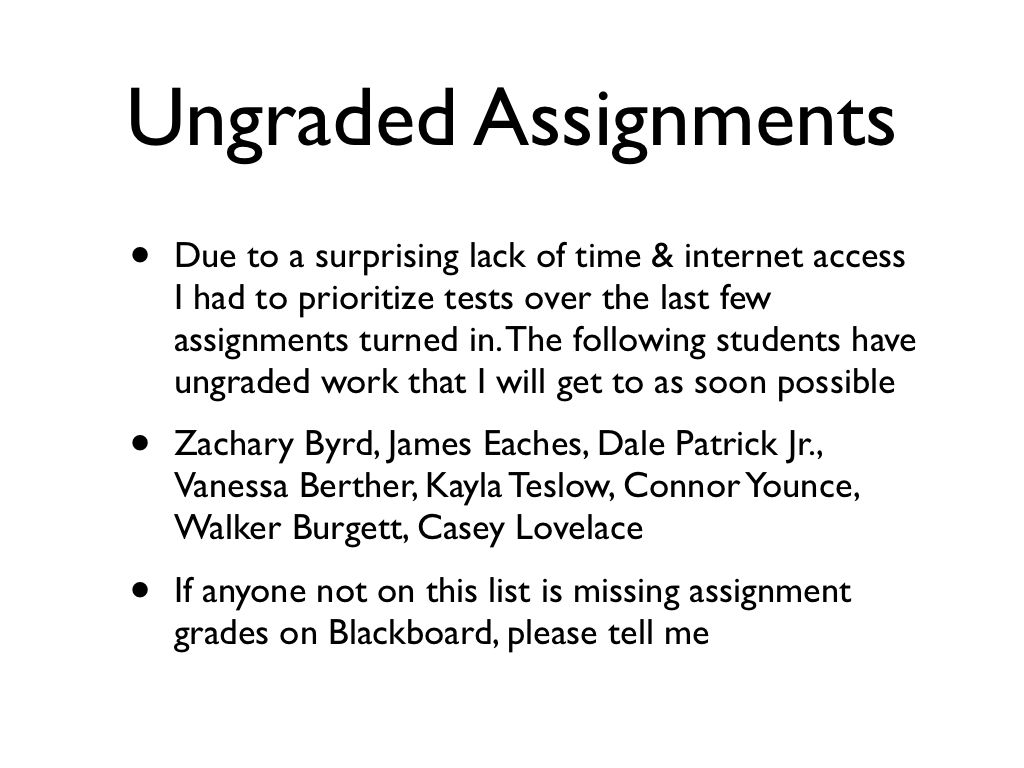 Ungraded Assignments
• Due to a surprising lack of time & internet access
I had to prioritize tests over the last few
assignments turned in. The following students have
ungraded work that I will get to as soon possible
• Zachary Byrd, James Eaches, Dale Patrick Jr.,
Vanessa Berther, Kayla Teslow, Connor Younce,
Walker Burgett, Casey Lovelace
• If anyone not on this list is missing assignment
grades on Blackboard, please tell me